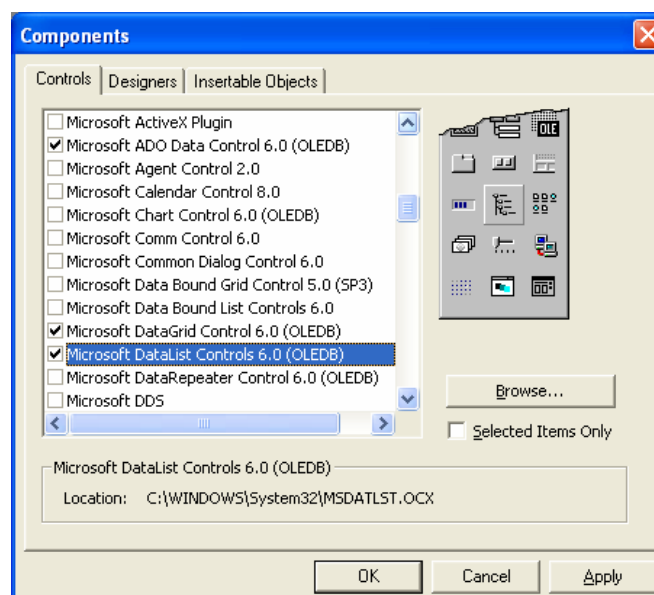 Components
Controls Designers Insertable Objects
Microsoft ActiveX Plugin
Microsoft ADO Data Control 6.0 (OLEDB)
Microsoft Agent Control 2.0
Microsoft Calendar Control 8.0
Microsoft Chart Control 6.0 (OLEDB)
Microsoft Comm Control 6.0
Microsoft Common Dialog Control 6.0
Microsoft Data Bound Grid Control 5.0 (SP3)
Microsoft Data Bound List Controls 6.0
Microsoft DataGrid Control 6.0 (OLEDB)
Microsoft DataList Controls 6.0 (OLEDB)
Microsoft DataRepeater Control 6.0 (OLEDB)
Microsoft DDS
OLE
Browse...
Selected Items Only
Microsoft DataList Controls 6.0 (OLEDB)
Location: C:\WINDOWS\System32\MSDATLST.OCX
OK Cancel Apply